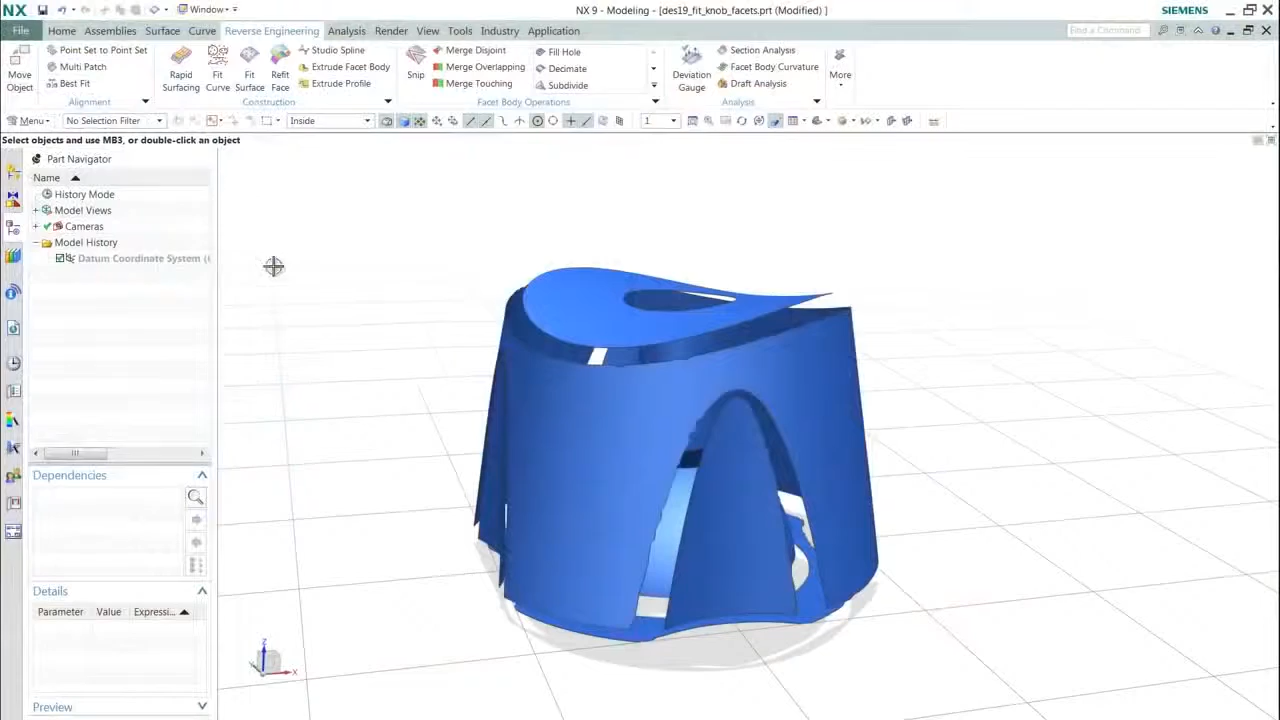 NX Window NX 9 - Modeling - [des19_fit_knob_facets.prt (Modified) ] SIEMENS
File Home Assemblies Surface Curve Reverse Engineering Analysis Render View Tools Industry Application Find a Command
Point Set to Point Set
Multi Patch
Best Fit
Move Object
Alignment
Rapid Surfacing
Fit Curve
Fit Surface
Refit Face
Studio Spline
Extrude Facet Body
Extrude Profile
Construction
Snip
Merge Disjoint
Merge Overlapping
Merge Touching
Fill Hole
Decimate
Subdivide
Facet Body Operations
Deviation Gauge
Section Analysis
Facet Body Curvature
Draft Analysis
Analysis
More
Menu No Selection Filter Inside 1
Select objects and use MB3, or double-click an object
Part Navigator
Name
History Mode
Model Views
Cameras
Model History
Datum Coordinate System (
Dependencies
Details
Parameter Value Expressi...
Preview
Z
X